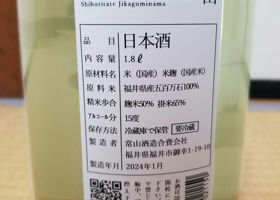 Shiboritate Jikaguminama
品目 日本酒
内容量 1.8ℓ
原材料名 米(国産) 米麹(国産米)
原料米 福井県産五百万石100%
精米歩合 麹米50% 掛米65%
アルコール分 15度
保存方法 冷蔵庫で保管 要冷蔵
製造者 常山酒造合資会社
福井県福井市御幸1-19-10
製造年月 2024年1月